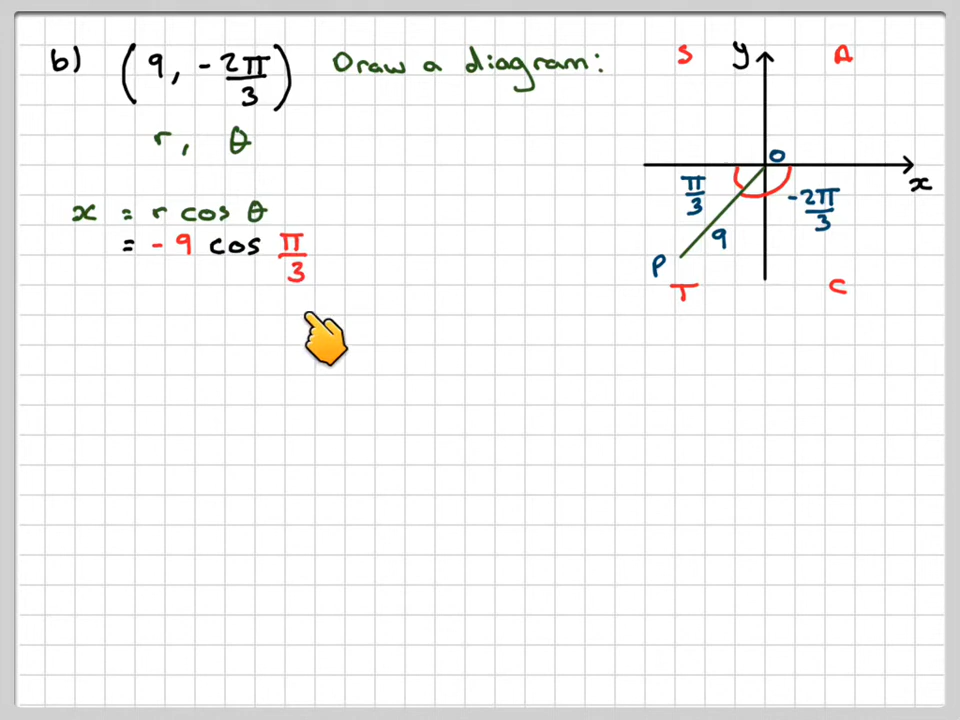 b) (9, -2π/3) Draw a diagram:
r, θ
x = r cos θ
= -9 cos π/3
S y A
O
x
π/3 -2π/3
9
P
T C